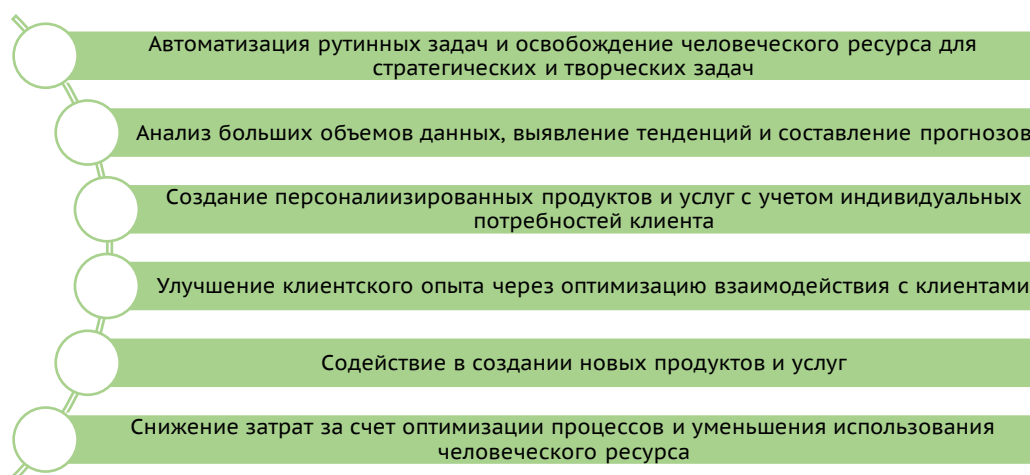 Автоматизация рутинных задач и освобождение человеческого ресурса для
стратегических и творческих задач
Анализ больших объемов данных, выявление тенденций и составление прогнозов
Создание персоналиизированных продуктов и услуг с учетом индивидуальных
потребностей клиента
Улучшение клиентского опыта через оптимизацию взаимодействия с клиентами
Содействие в создании новых продуктов и услуг
Снижение затрат за счет оптимизации процессов и уменьшения использования
человеческого ресурса